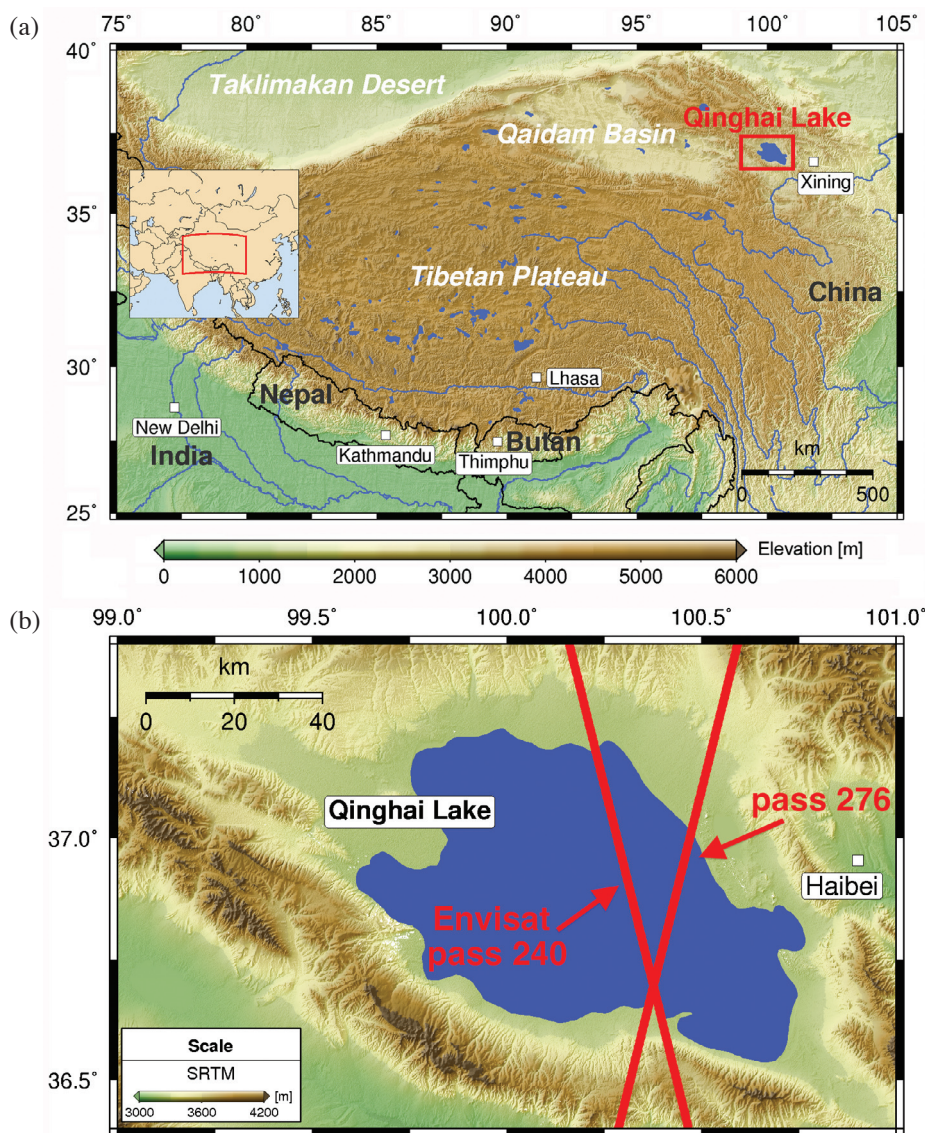 (a)
75° 80° 85° 90° 95° 100° 105°
40°
Taklimakan Desert
Qaidam Basin
Qinghai Lake
Xining
35°
Tibetan Plateau
China
30°
Lhasa
Nepal
New Delhi
Butan
km
India
Kathmandu
Thimphu
0 500
25°
Elevation [m]
0 1000 2000 3000 4000 5000 6000
(b)
99.0° 99.5° 100.0° 100.5° 101.0°
km
0 20 40
pass 276
Qinghai Lake
37.0°
Haibei
Envisat
pass 240
Scale
SRTM
[m]
3000 3600 4200
36.5°